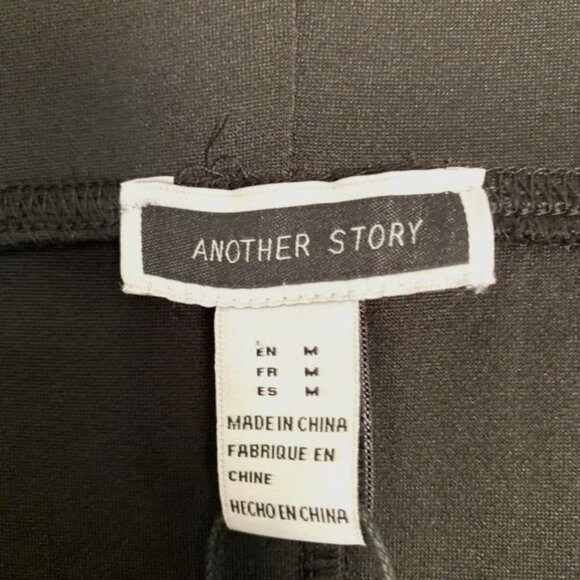 ANOTHER STORY
EN M
FR M
ES M
MADE IN CHINA
FABRIQUE EN
CHINE
HECHO EN CHINA